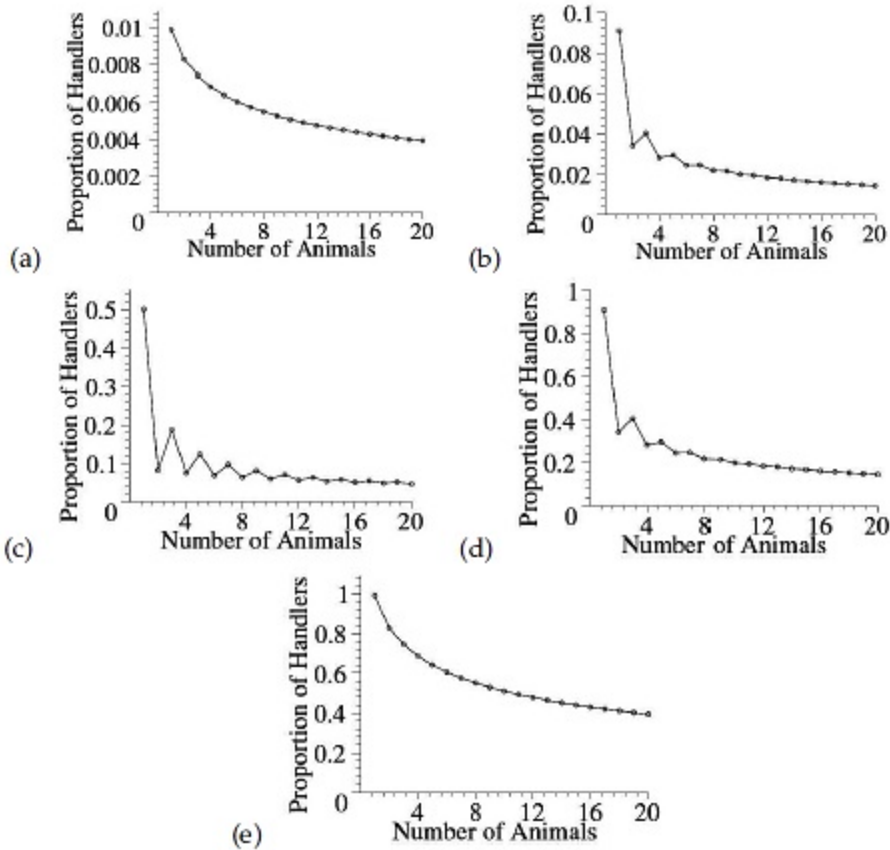 Proportion of Handlers
0.01
0.008
0.006
0.004
0.002
0
4 8 12 16 20
Number of Animals
(a)
Proportion of Handlers
0.1
0.08
0.06
0.04
0.02
0
4 8 12 16 20
Number of Animals
(b)
Proportion of Handlers
0.5
0.4
0.3
0.2
0.1
0
4 8 12 16 20
Number of Animals
(c)
Proportion of Handlers
1
0.8
0.6
0.4
0.2
0
4 8 12 16 20
Number of Animals
(d)
Proportion of Handlers
1
0.8
0.6
0.4
0.2
0
4 8 12 16 20
Number of Animals
(e)